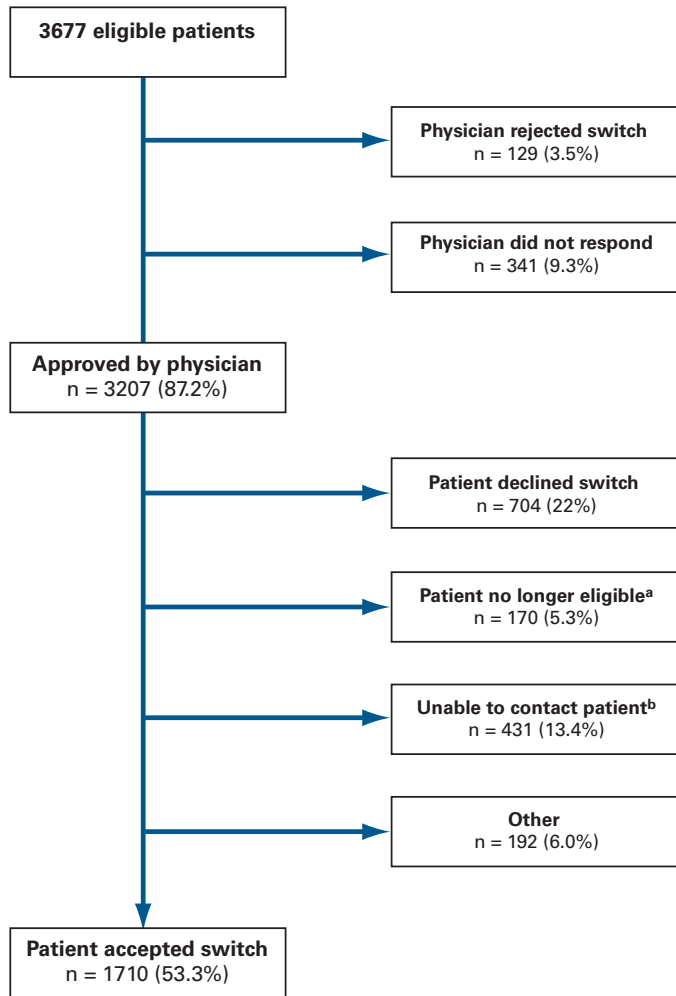 3677 eligible patients
Physician rejected switch
n = 129 (3.5%)
Physician did not respond
n = 341 (9.3%)
Approved by physician
n = 3207 (87.2%)
Patient declined switch
n = 704 (22%)
Patient no longer eligibleᵃ
n = 170 (5.3%)
Unable to contact patientᵇ
n = 431 (13.4%)
Other
n = 192 (6.0%)
Patient accepted switch
n = 1710 (53.3%)